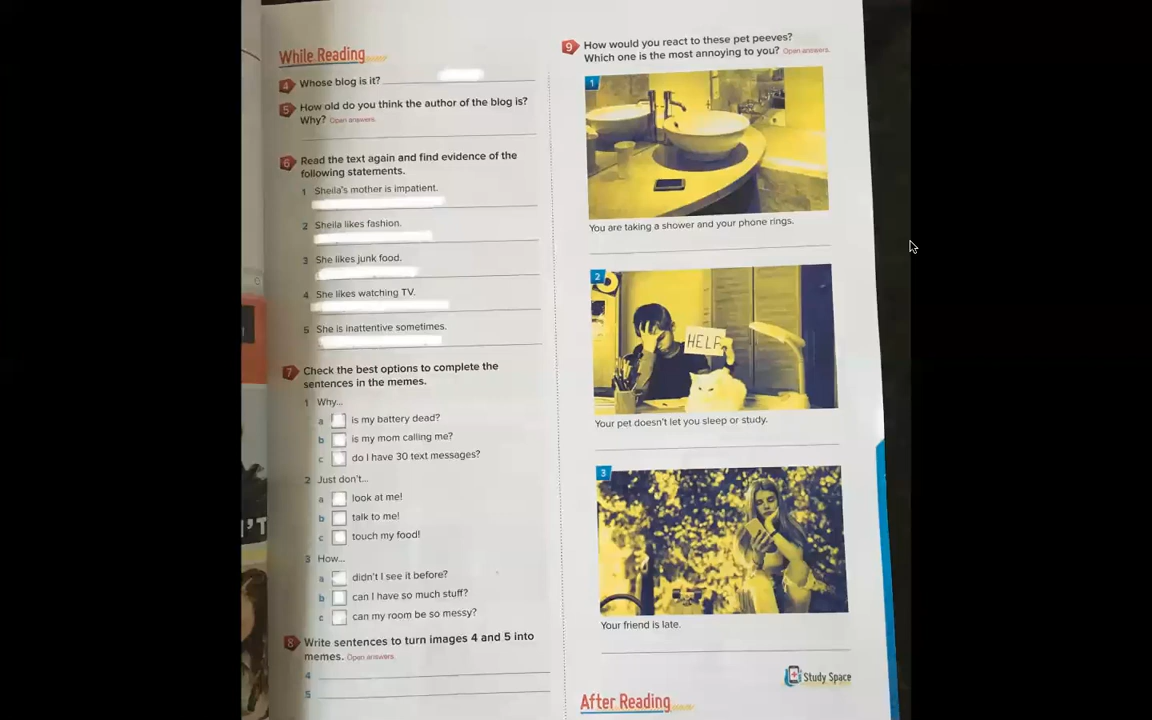 While Reading
4 Whose blog is it?
5 How old do you think the author of the blog is?
Why? Open answers.
6 Read the text again and find evidence of the
following statements.
1 Sheila's mother is impatient.
2 Sheila likes fashion.
3 She likes junk food.
4 She likes watching TV.
5 She is inattentive sometimes.
7 Check the best options to complete the
sentences in the memes.
1 Why...
a is my battery dead?
b is my mom calling me?
c do I have 30 text messages?
2 Just don't...
a look at me!
b talk to me!
c touch my food!
3 How...
a didn't I see it before?
b can I have so much stuff?
c can my room be so messy?
8 Write sentences to turn images 4 and 5 into
memes. Open answers.
4
5
9 How would you react to these pet peeves?
Which one is the most annoying to you? Open answers.
1
You are taking a shower and your phone rings.
2
HELP
Your pet doesn't let you sleep or study.
3
Your friend is late.
Study Space
After Reading